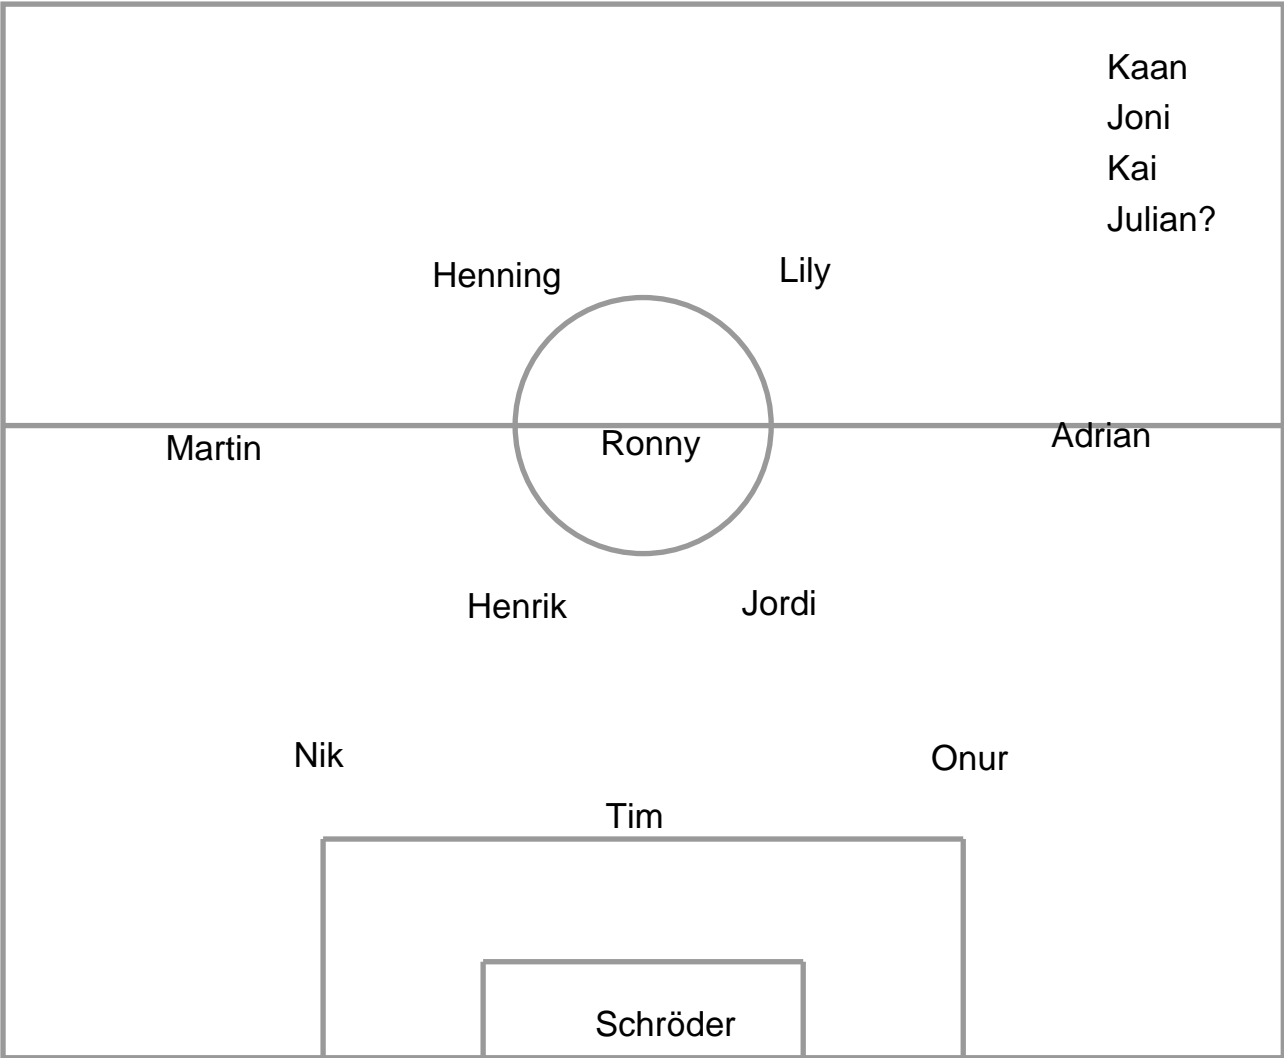 Kaan
Joni
Kai
Julian?
Henning
Lily
Martin
Ronny
Adrian
Henrik
Jordi
Nik
Onur
Tim
Schröder